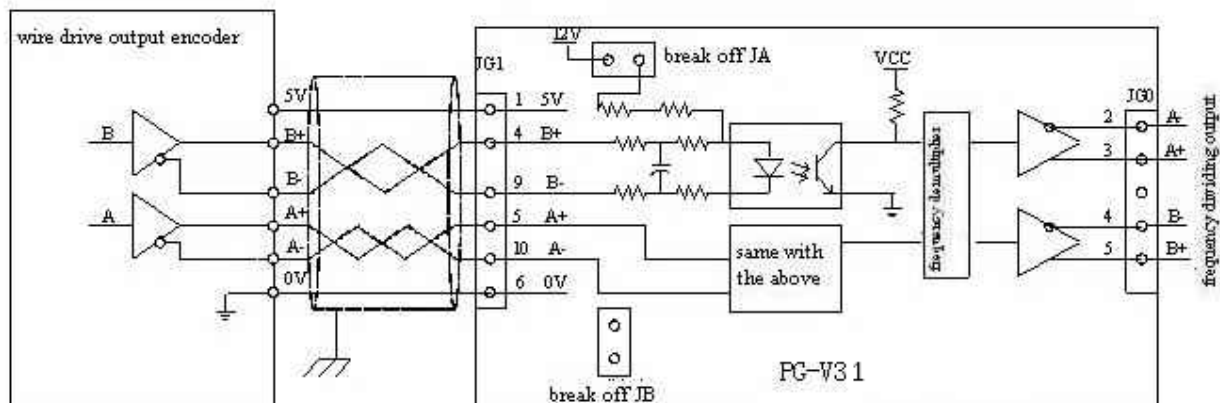 wire drive output encoder
B
A
5V
B+
B-
A+
A-
0V
JG1
1 5V
4 B+
9 B-
5 A+
10 A-
6 0V
12V
break off JA
break off JB
VCC
same with
the above
frequency demultiplier
PG-V31
JG0
2 A-
3 A+
4 B-
5 B+
frequency dividing output